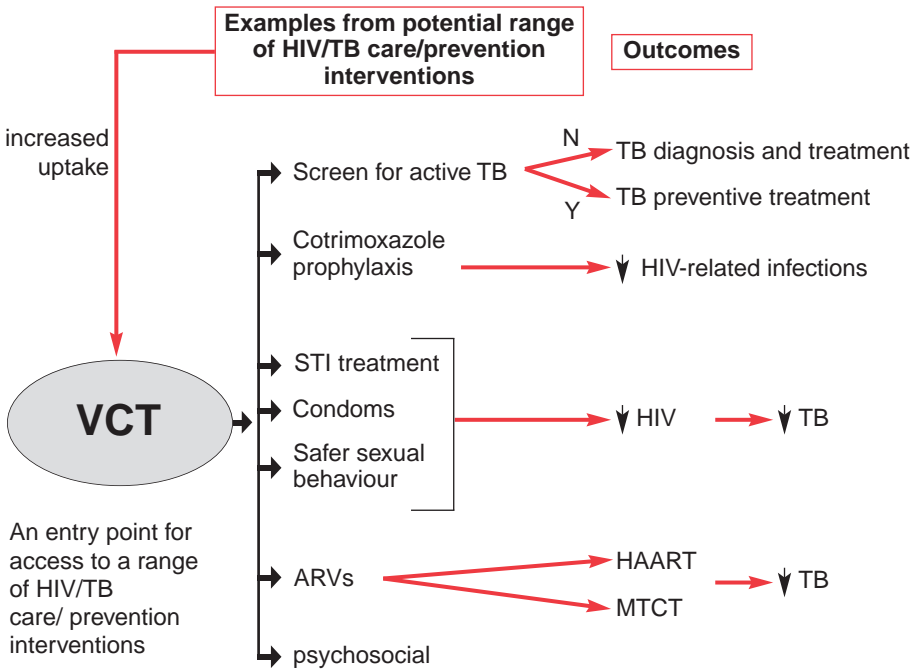 Examples from potential range
of HIV/TB care/prevention
interventions
Outcomes
increased
uptake
Screen for active TB
N
TB diagnosis and treatment
Y
TB preventive treatment
Cotrimoxazole
prophylaxis
HIV-related infections
STI treatment
Condoms
Safer sexual
behaviour
HIV
TB
VCT
An entry point for
access to a range
of HIV/TB
care/ prevention
interventions
ARVs
HAART
MTCT
TB
psychosocial